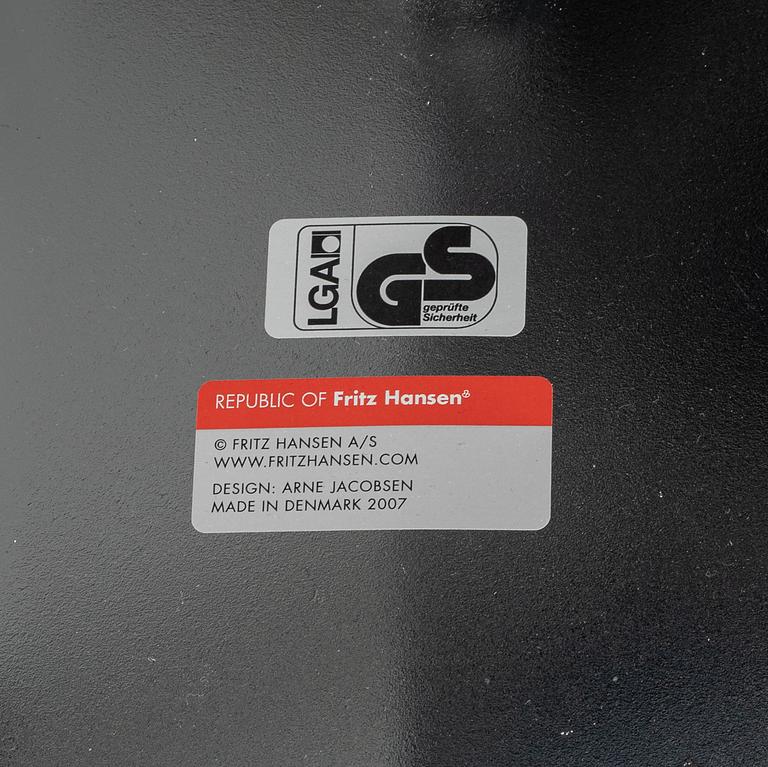 LGA
GS
geprüfte
Sicherheit
REPUBLIC OF Fritz Hansen®
© FRITZ HANSEN A/S
WWW.FRITZHANSEN.COM
DESIGN: ARNE JACOBSEN
MADE IN DENMARK 2007